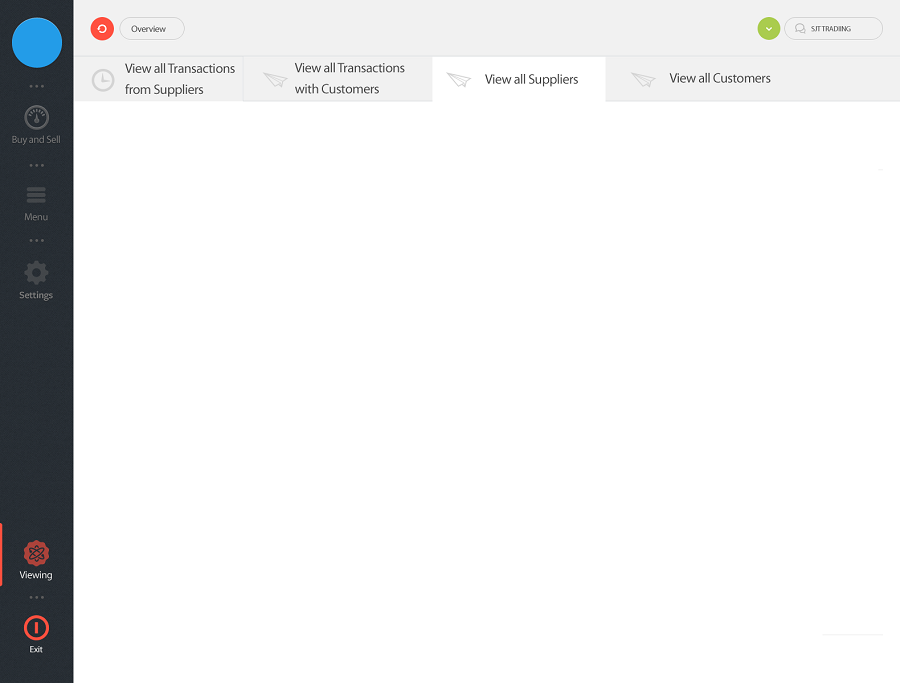 Overview
SJT TRADIING
View all Transactions
from Suppliers
View all Transactions
with Customers
View all Suppliers
View all Customers
Buy and Sell
Menu
Settings
Viewing
Exit